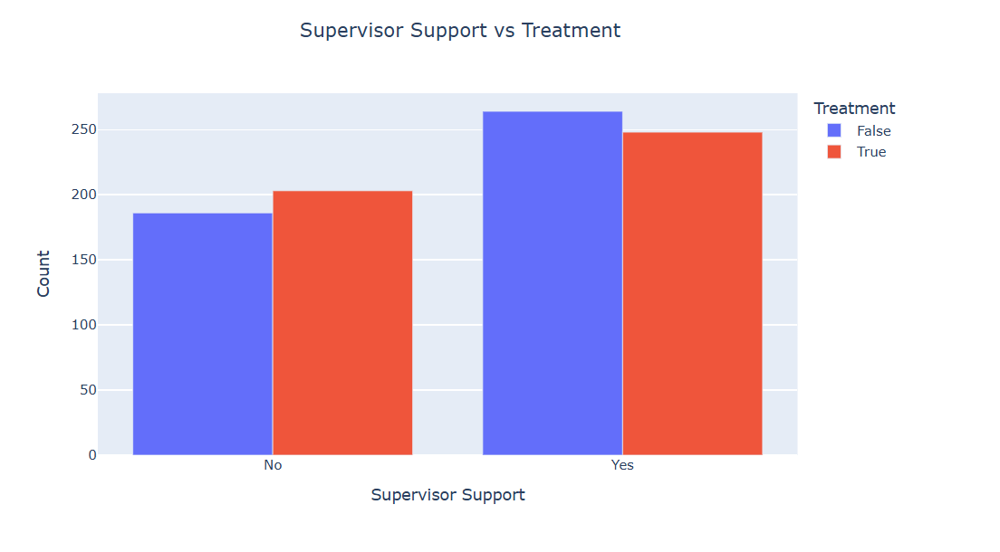 Supervisor Support vs Treatment
Treatment
False
True
250
200
150
100
50
0
Count
No
Yes
Supervisor Support